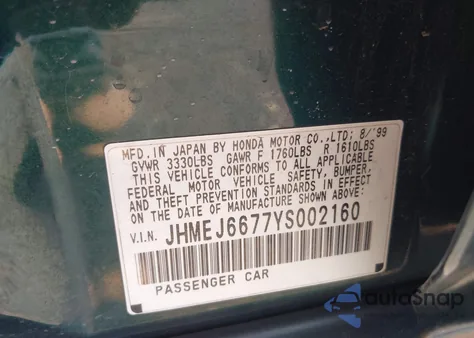 MFD. IN JAPAN BY HONDA MOTOR CO., LTD; 8/'99
GVWR 3330LBS GAWR F 1760LBS R 1610LBS
THIS VEHICLE CONFORMS TO ALL APPLICABLE
FEDERAL MOTOR VEHICLE SAFETY, BUMPER,
AND THEFT PREVENTION STANDARDS IN EFFECT
ON THE DATE OF MANUFACTURE SHOWN ABOVE.
V.I.N. JHMEJ6677YS002160
PASSENGER CAR
autoSnap